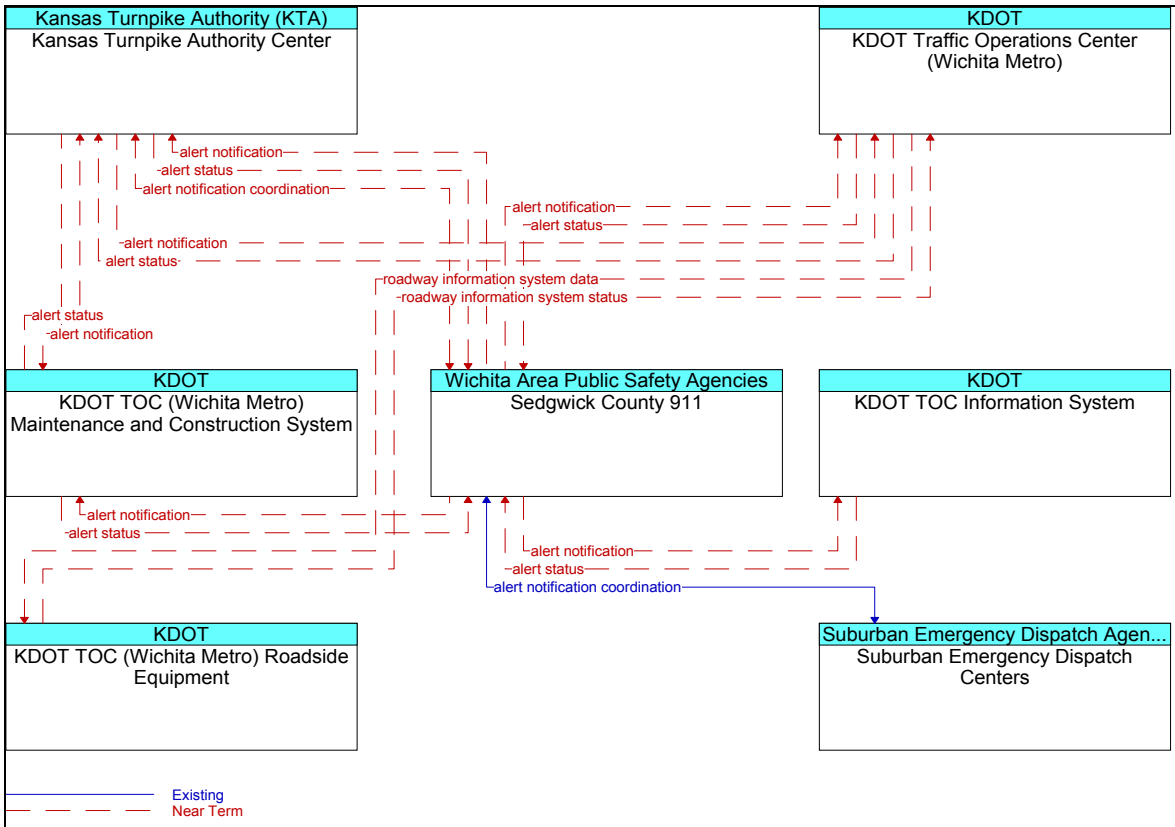 Kansas Turnpike Authority (KTA)
Kansas Turnpike Authority Center
KDOT
KDOT Traffic Operations Center
(Wichita Metro)
alert notification
alert status
alert notification coordination
alert notification
alert status
alert notification
alert status
roadway information system data
roadway information system status
alert status
alert notification
KDOT
KDOT TOC (Wichita Metro)
Maintenance and Construction System
Wichita Area Public Safety Agencies
Sedgwick County 911
KDOT
KDOT TOC Information System
alert notification
alert status
alert notification
alert status
alert notification coordination
KDOT
KDOT TOC (Wichita Metro) Roadside
Equipment
Suburban Emergency Dispatch Agen...
Suburban Emergency Dispatch
Centers
Existing
Near Term